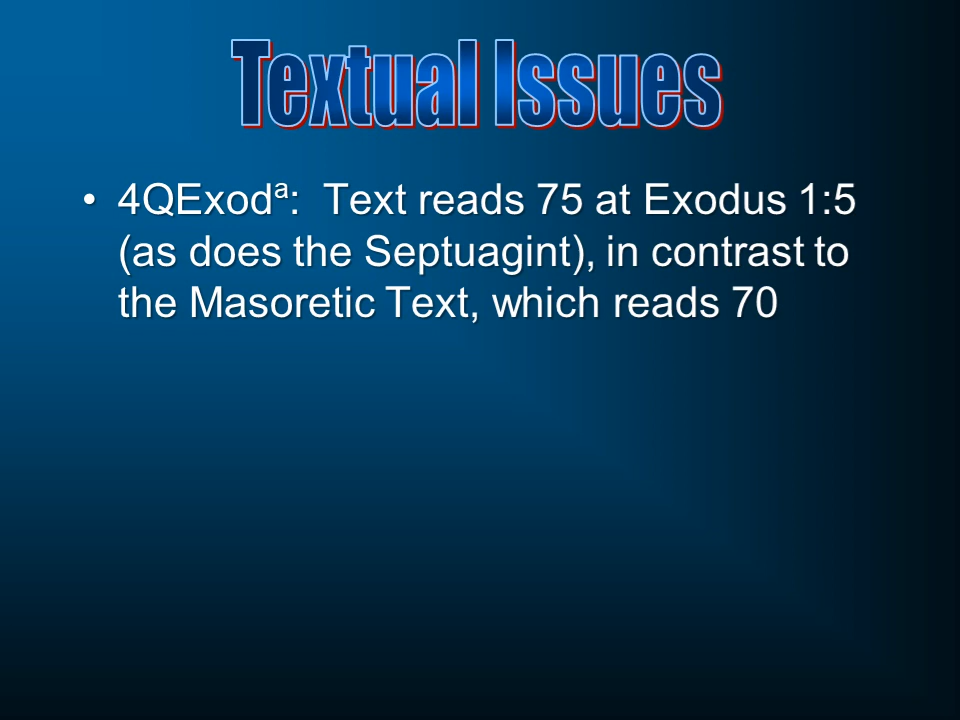 Textual Issues
• 4QExodᵃ: Text reads 75 at Exodus 1:5
(as does the Septuagint), in contrast to
the Masoretic Text, which reads 70